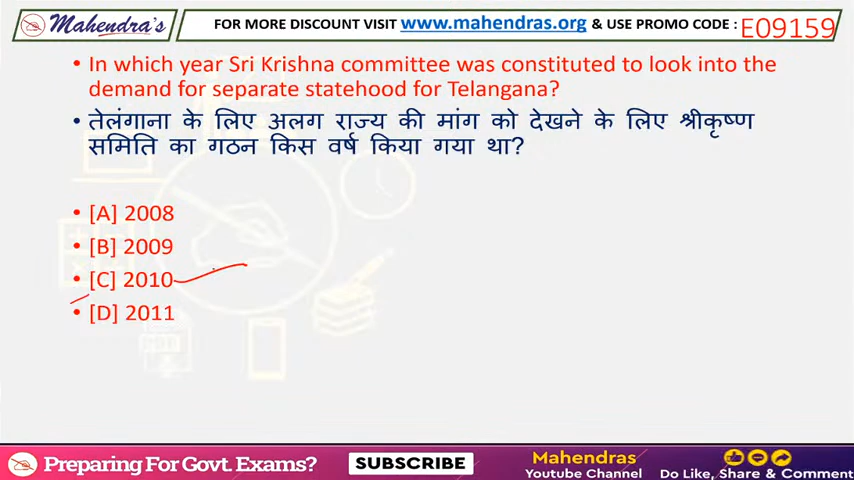 Mahendra's
FOR MORE DISCOUNT VISIT www.mahendras.org & USE PROMO CODE : E09159
• In which year Sri Krishna committee was constituted to look into the
demand for separate statehood for Telangana?
• तेलंगाना के लिए अलग राज्य की मांग को देखने के लिए श्रीकृष्ण
समिति का गठन किस वर्ष किया गया था?
• [A] 2008
• [B] 2009
• [C] 2010
• [D] 2011
Preparing For Govt. Exams?
SUBSCRIBE
Mahendras
Youtube Channel
Do Like, Share & Comment